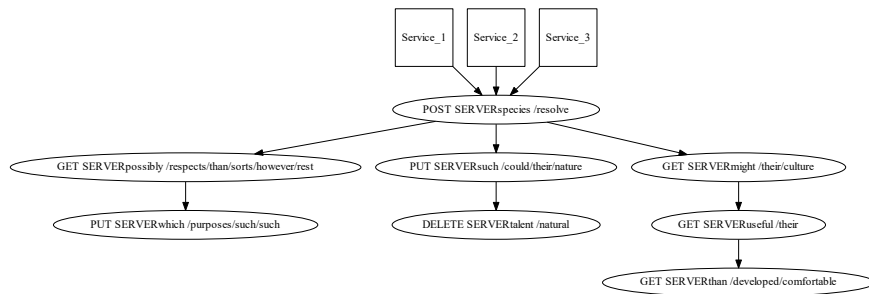 Service_1
Service_2
Service_3
POST SERVERspecies /resolve
GET SERVERpossibly /respects/than/sorts/however/rest
PUT SERVERsuch /could/their/nature
GET SERVERmight /their/culture
PUT SERVERwhich /purposes/such/such
DELETE SERVERtalent /natural
GET SERVERuseful /their
GET SERVERthan /developed/comfortable